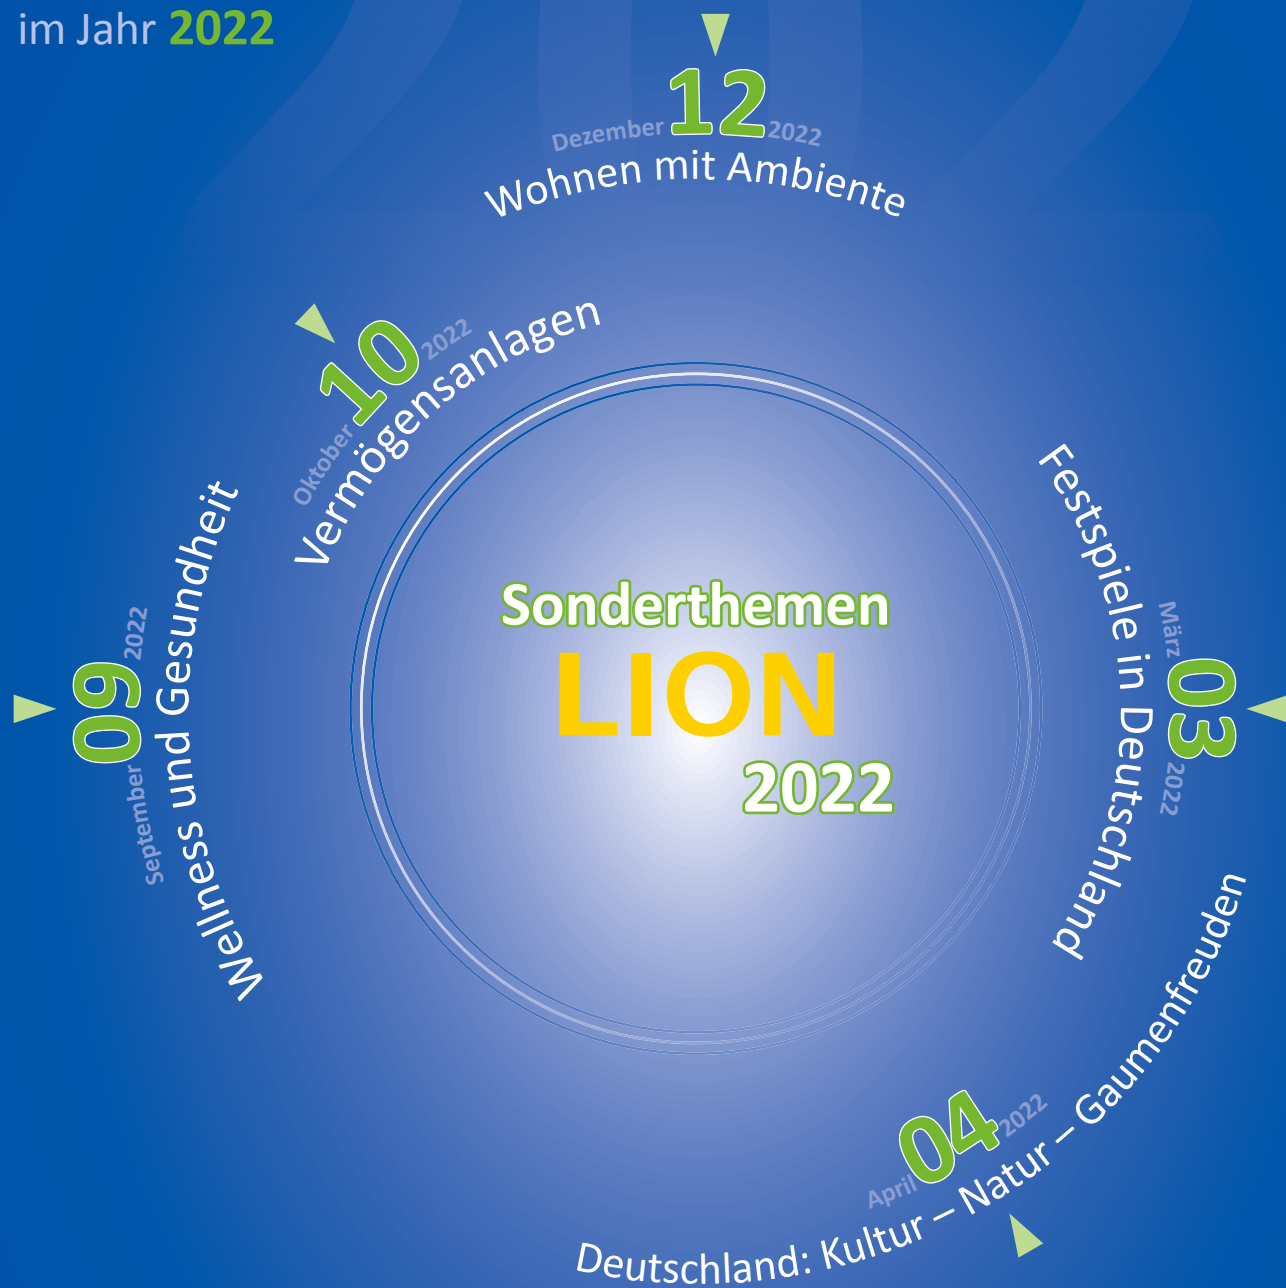 im Jahr 2022
Dezember 12 2022
Wohnen mit Ambiente
Oktober 10 2022
Vermögensanlagen
September 09 2022
Wellness und Gesundheit
Sonderthemen
LION
2022
März 03 2022
Festspiele in Deutschland
April 04 2022
Deutschland: Kultur – Natur – Gaumenfreuden